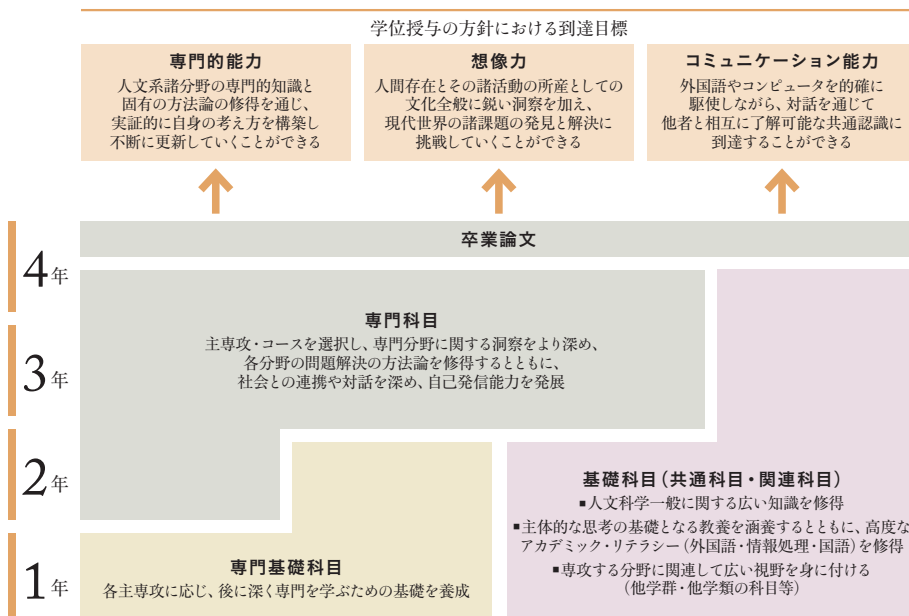 学位授与の方針における到達目標
専門的能力
人文系諸分野の専門的知識と
固有の方法論の修得を通じ、
実証的に自身の考え方を構築し
不断に更新していくことができる
想像力
人間存在とその諸活動の所産としての
文化全般に鋭い洞察を加え、
現代世界の諸課題の発見と解決に
挑戦していくことができる
コミュニケーション能力
外国語やコンピュータを的確に
駆使しながら、対話を通じて
他者と相互に了解可能な共通認識に
到達することができる
4年
卒業論文
専門科目
主専攻・コースを選択し、専門分野に関する洞察をより深め、
各分野の問題解決の方法論を修得するとともに、
社会との連携や対話を深め、自己発信能力を発展
3年
2年
基礎科目（共通科目・関連科目）
■人文科学一般に関する広い知識を修得
■主体的な思考の基礎となる教養を涵養するとともに、高度な
アカデミック・リテラシー（外国語・情報処理・国語）を修得
■専攻する分野に関連して広い視野を身に付ける
（他学群・他学類の科目等）
1年
専門基礎科目
各主専攻に応じ、後に深く専門を学ぶための基礎を養成